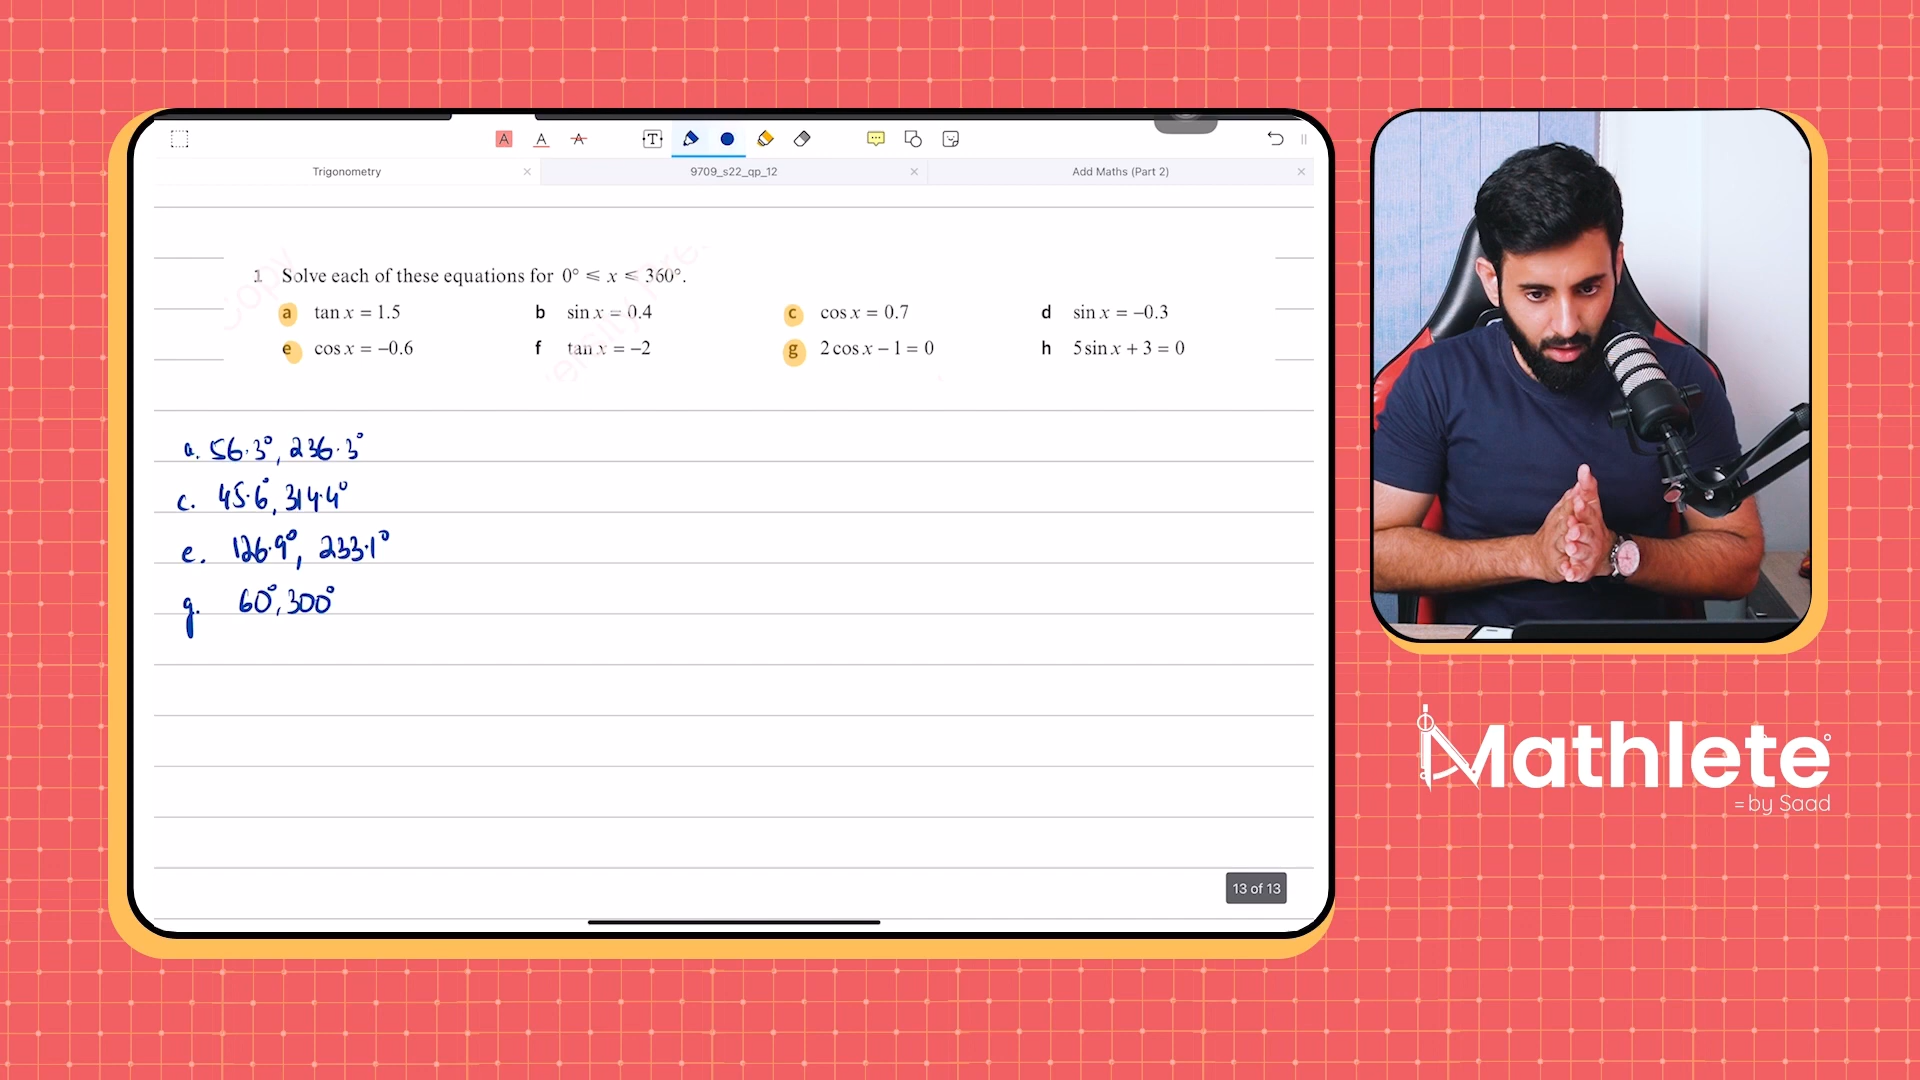 A A A T
Trigonometry 9709_s22_qp_12 Add Maths (Part 2)
copy
1 Solve each of these equations for 0° ⩽ x ⩽ 360°.
a tan x = 1.5 b sin x = 0.4 c cos x = 0.7 d sin x = −0.3
e cos x = −0.6 f tan x = −2 g 2 cos x − 1 = 0 h 5 sin x + 3 = 0
a. 56.3°, 236.3°
c. 45.6°, 314.4°
e. 126.9°, 233.1°
g. 60°, 300°
13 of 13
Mathlete
= by Saad